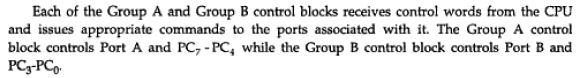 Each of the Group A and Group B control blocks receives control words from the CPU
and issues appropriate commands to the ports associated with it. The Group A control
block controls Port A and PC₇ - PC₄ while the Group B control block controls Port B and
PC₃-PC₀.